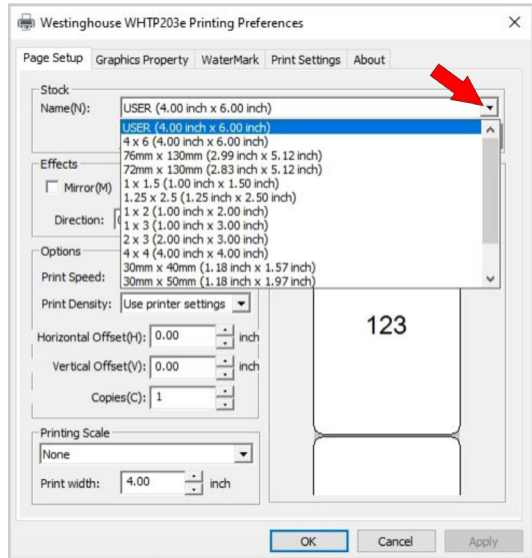 Westinghouse WHTP203e Printing Preferences
Page Setup Graphics Property WaterMark Print Settings About
Stock
Name(N): USER (4.00 inch x 6.00 inch)
USER (4.00 inch x 6.00 inch)
4 x 6 (4.00 inch x 6.00 inch)
76mm x 130mm (2.99 inch x 5.12 inch)
72mm x 130mm (2.83 inch x 5.12 inch)
1 x 1.5 (1.00 inch x 1.50 inch)
1.25 x 2.5 (1.25 inch x 2.50 inch)
1 x 2 (1.00 inch x 2.00 inch)
1 x 3 (1.00 inch x 3.00 inch)
2 x 3 (2.00 inch x 3.00 inch)
4 x 4 (4.00 inch x 4.00 inch)
30mm x 40mm (1.18 inch x 1.57 inch)
30mm x 50mm (1.18 inch x 1.97 inch)
Effects
Mirror(M)
Direction:
Options
Print Speed:
Print Density: Use printer settings
Horizontal Offset(H): 0.00 inch
Vertical Offset(V): 0.00 inch
Copies(C): 1
123
Printing Scale
None
Print width: 4.00 inch
OK Cancel Apply